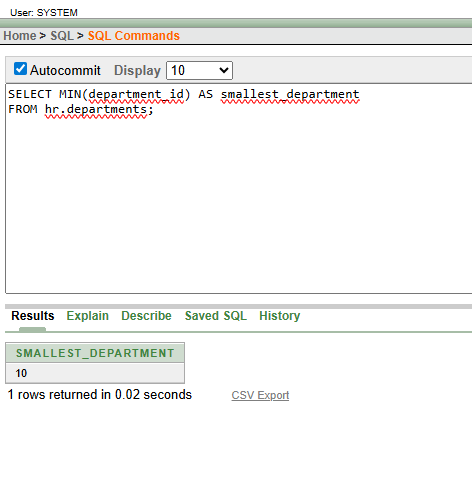 User: SYSTEM
Home > SQL > SQL Commands
Autocommit Display 10
SELECT MIN(department_id) AS smallest_department
FROM hr.departments;
Results Explain Describe Saved SQL History
SMALLEST_DEPARTMENT
10
1 rows returned in 0.02 seconds CSV Export